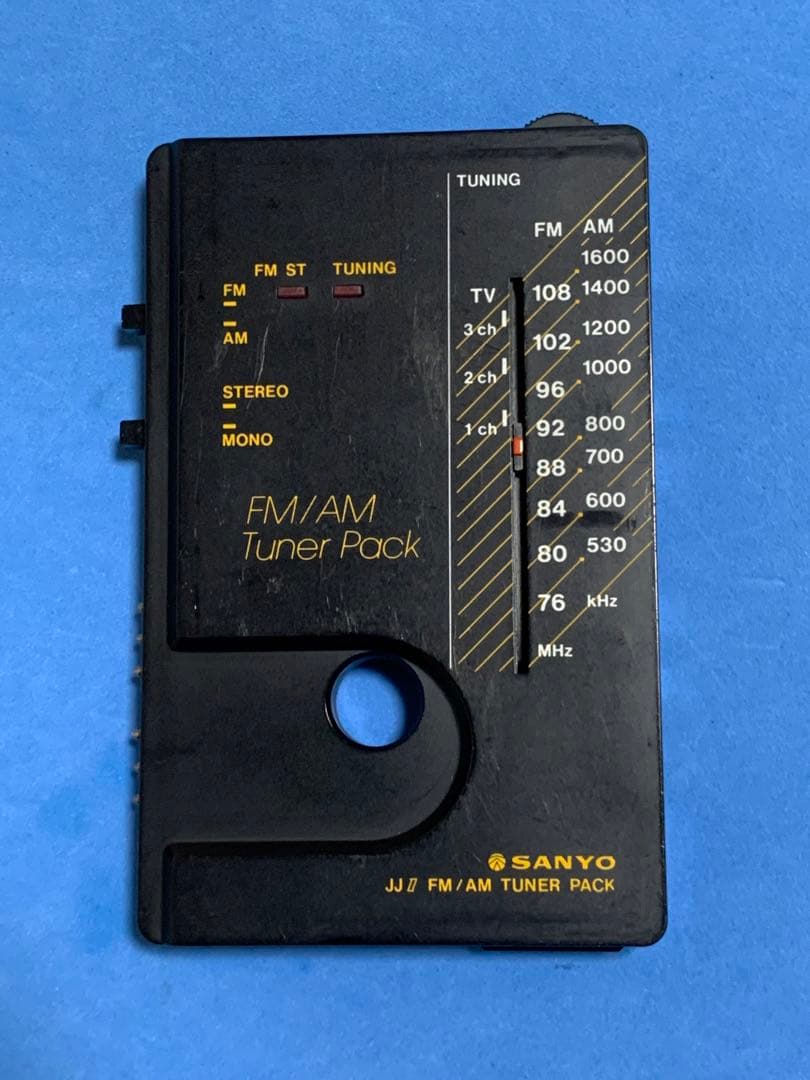 TUNING
FM AM
1600
TV 108 1400
3 ch 102 1200
2 ch 96 1000
1 ch 92 800
88 700
84 600
80 530
76 kHz
MHz
FM ST TUNING
FM
AM
STEREO
MONO
FM/AM
Tuner Pack
SANYO
JJ II FM/AM TUNER PACK